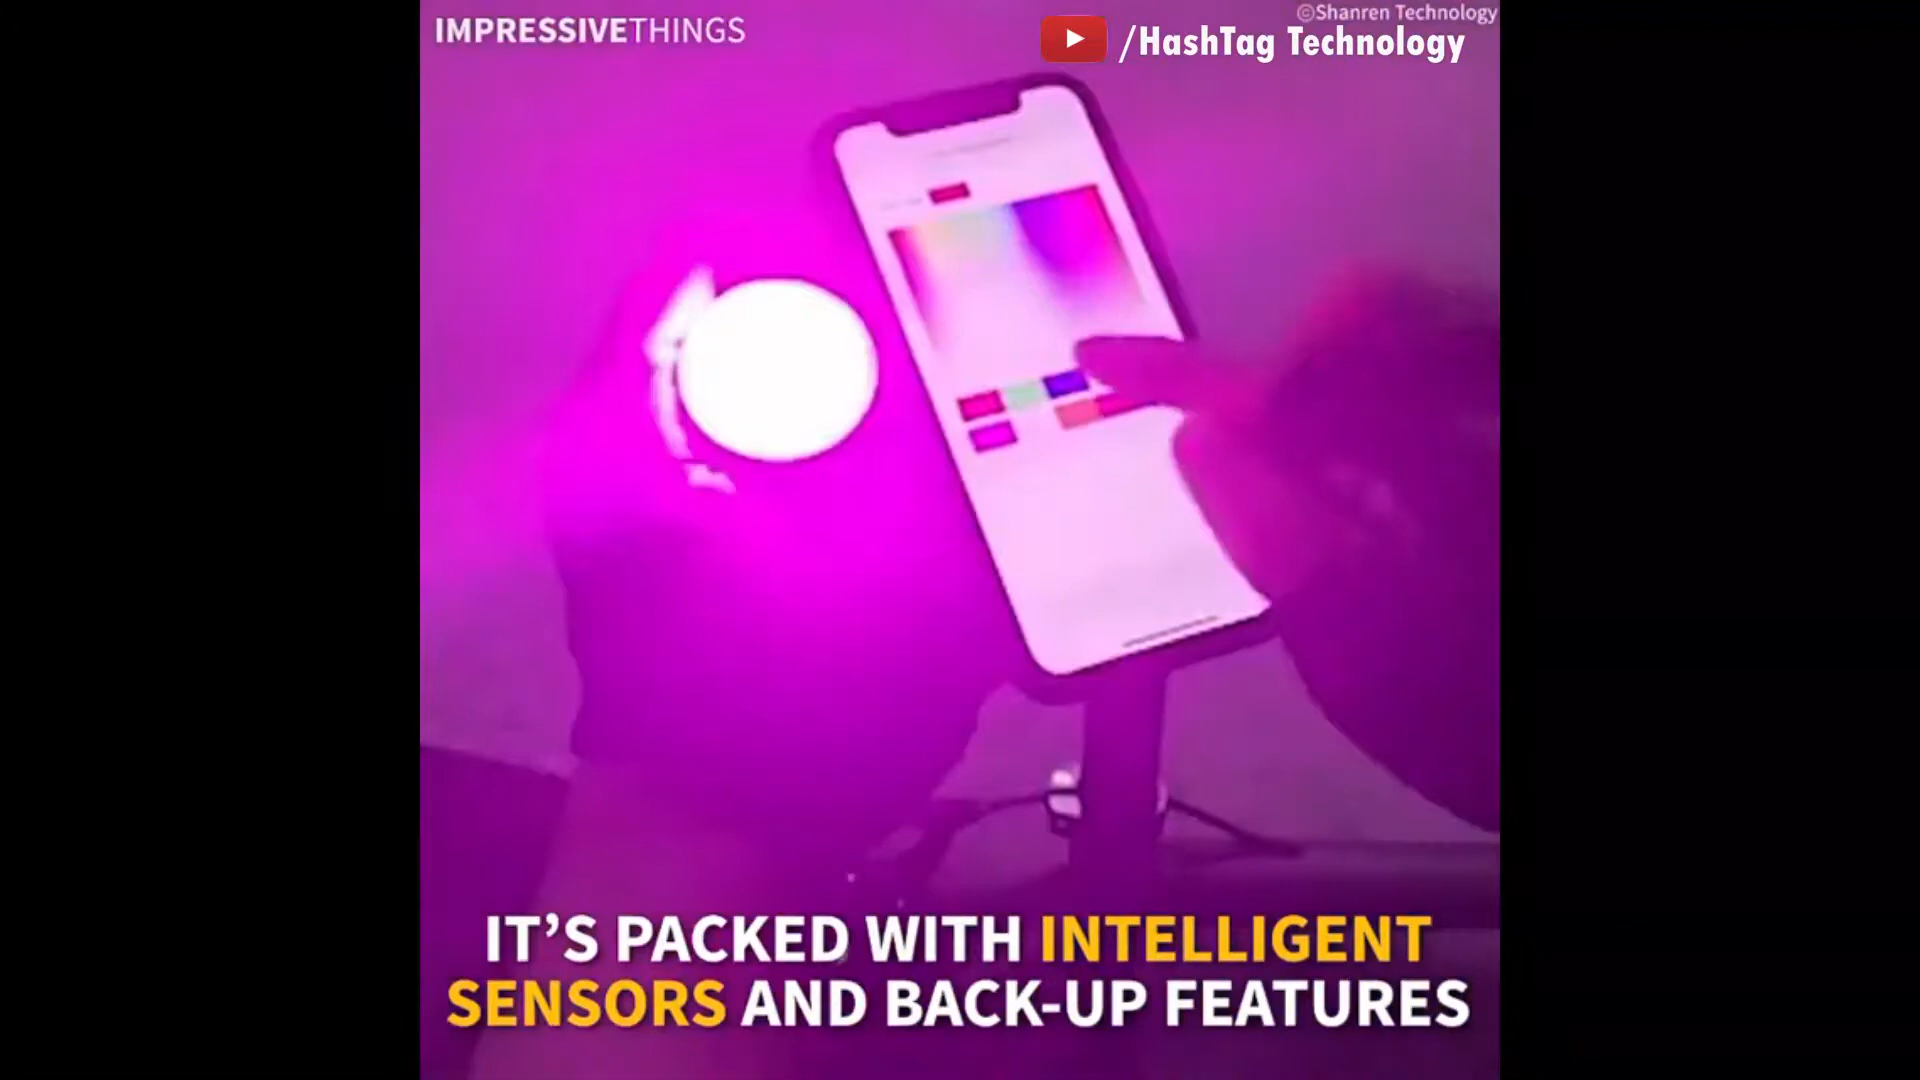 IMPRESSIVETHINGS
©Shanren Technology
/HashTag Technology
IT'S PACKED WITH INTELLIGENT
SENSORS AND BACK-UP FEATURES